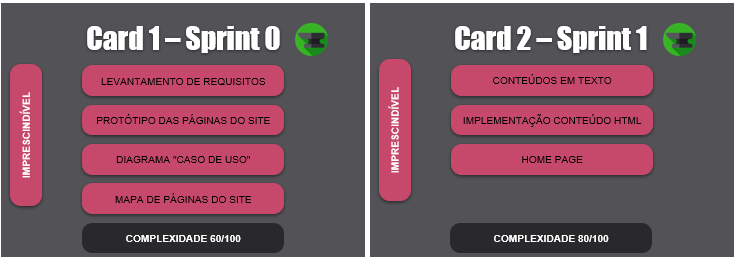 Card 1 – Sprint 0
IMPRESCINDÍVEL
LEVANTAMENTO DE REQUISITOS
PROTÓTIPO DAS PÁGINAS DO SITE
DIAGRAMA "CASO DE USO"
MAPA DE PÁGINAS DO SITE
COMPLEXIDADE 60/100
Card 2 – Sprint 1
IMPRESCINDÍVEL
CONTEÚDOS EM TEXTO
IMPLEMENTAÇÃO CONTEÚDO HTML
HOME PAGE
COMPLEXIDADE 80/100